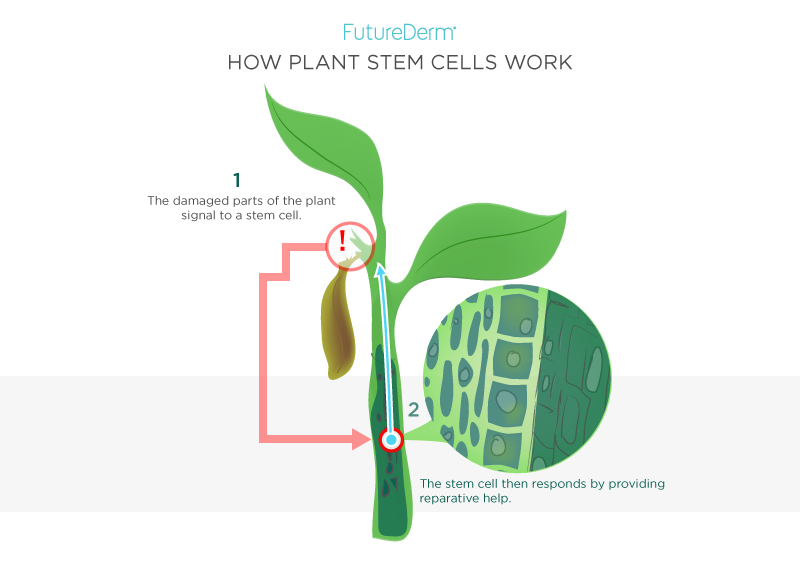 FutureDerm
HOW PLANT STEM CELLS WORK
1
The damaged parts of the plant
signal to a stem cell.
!
2
The stem cell then responds by providing
reparative help.